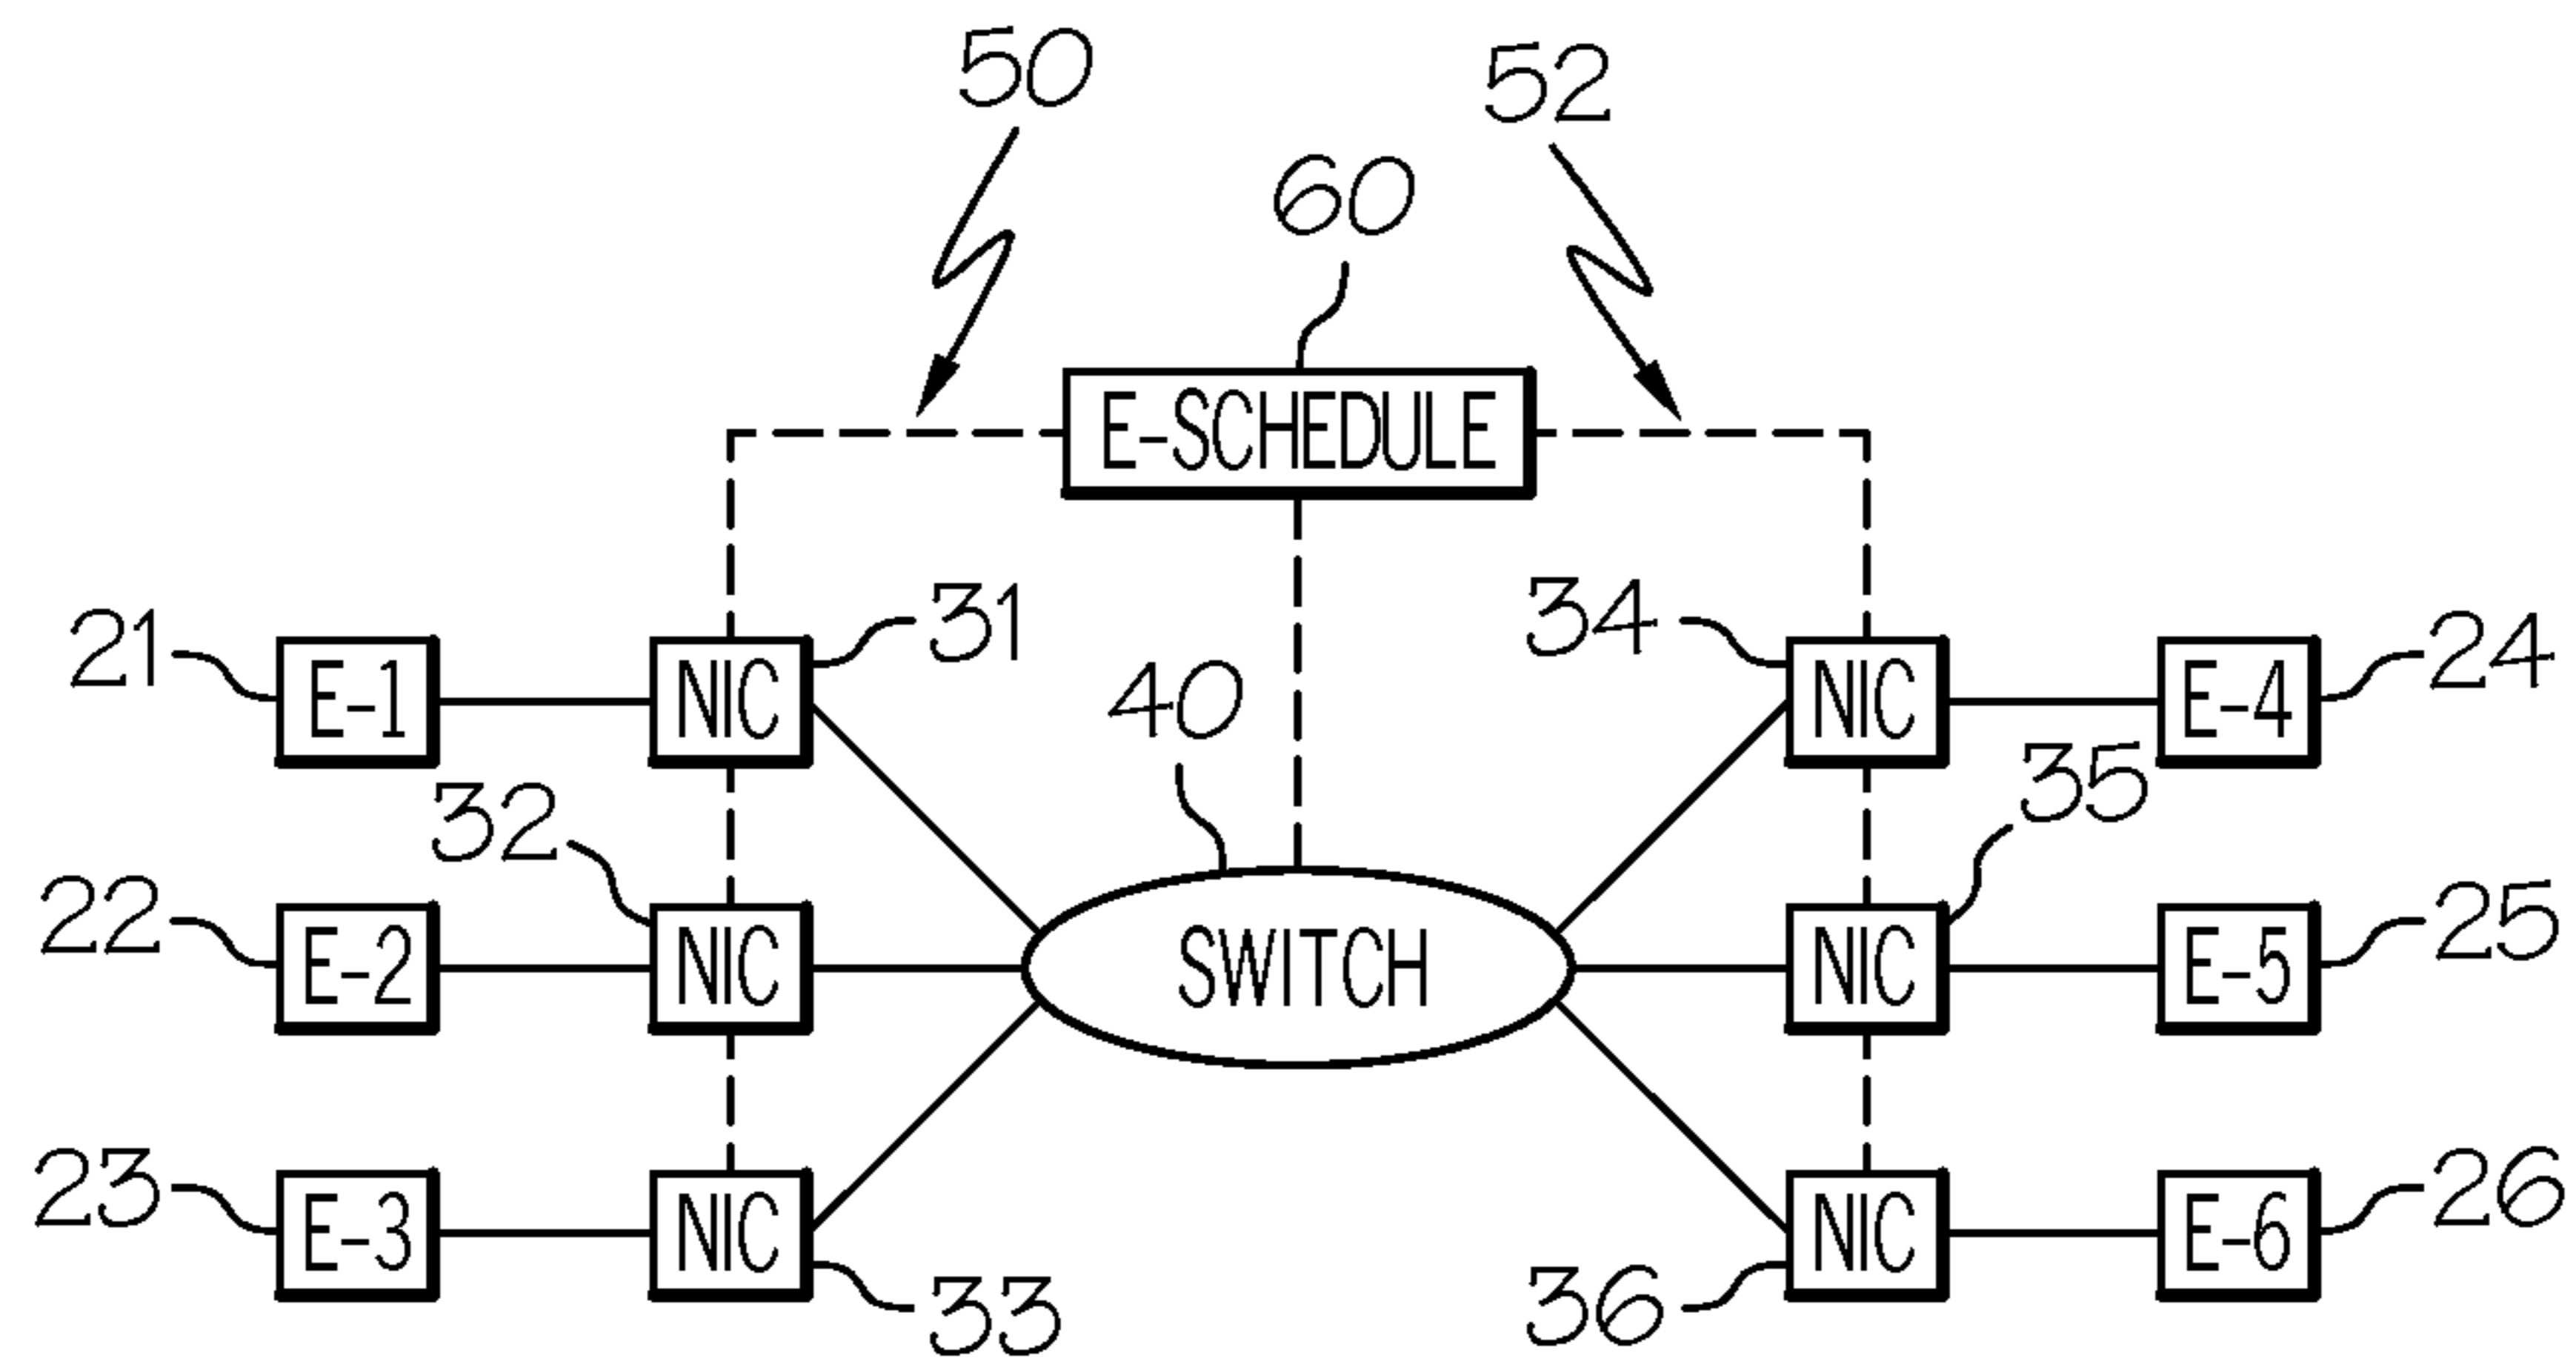 50 52
60
E-SCHEDULE
21 E-1 NIC 31 34 NIC E-4 24
40
32 35
22 E-2 NIC SWITCH NIC E-5 25
23 E-3 NIC NIC E-6 26
33 36